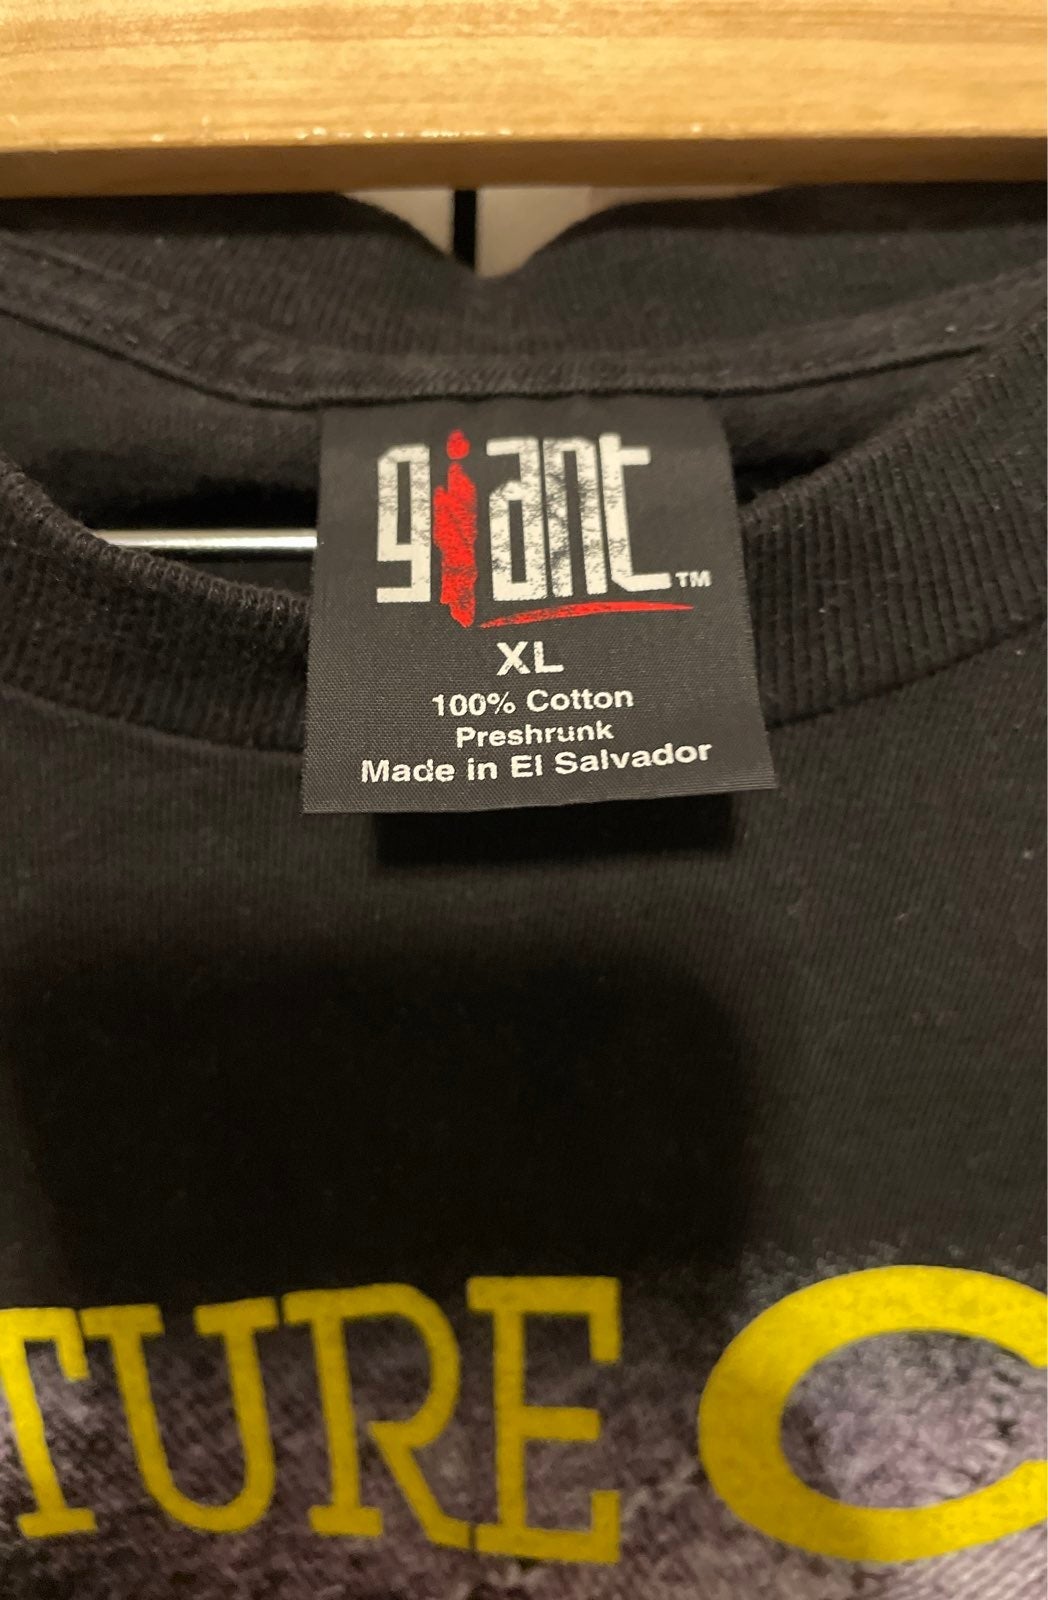 giant™
XL
100% Cotton
Preshrunk
Made in El Salvador
TURE C